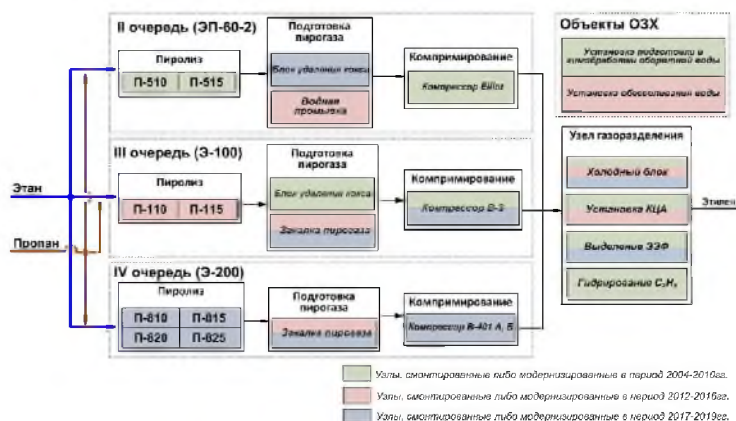 II очередь (ЭП-60-2)
Пиролиз
П-510 П-515
Подготовка
пирогаза
Блок удаления кокса
Водная
промывка
Компримирование
Компрессор Elliot
Объекты ОЗХ
Установка подготовки и
химобработки оборотной воды
Установка обессоливания воды
III очередь (Э-100)
Пиролиз
П-110 П-115
Подготовка
пирогаза
Блок удаления кокса
Закалка пирогаза
Компримирование
Компрессор В-3
Узел газоразделения
Холодный блок
Установка КЦА
Выделение ЭЭФ
Гидрирование C₂H₂
Этан
Пропан
Этилен
IV очередь (Э-200)
Пиролиз
П-810 П-815
П-820 П-825
Подготовка
пирогаза
Закалка пирогаза
Компримирование
Компрессор В-401 А, Б
Узлы, смонтированные либо модернизированные в период 2004-2010гг.
Узлы, смонтированные либо модернизированные в период 2012-2016гг.
Узлы, смонтированные либо модернизированные в период 2017-2019гг.